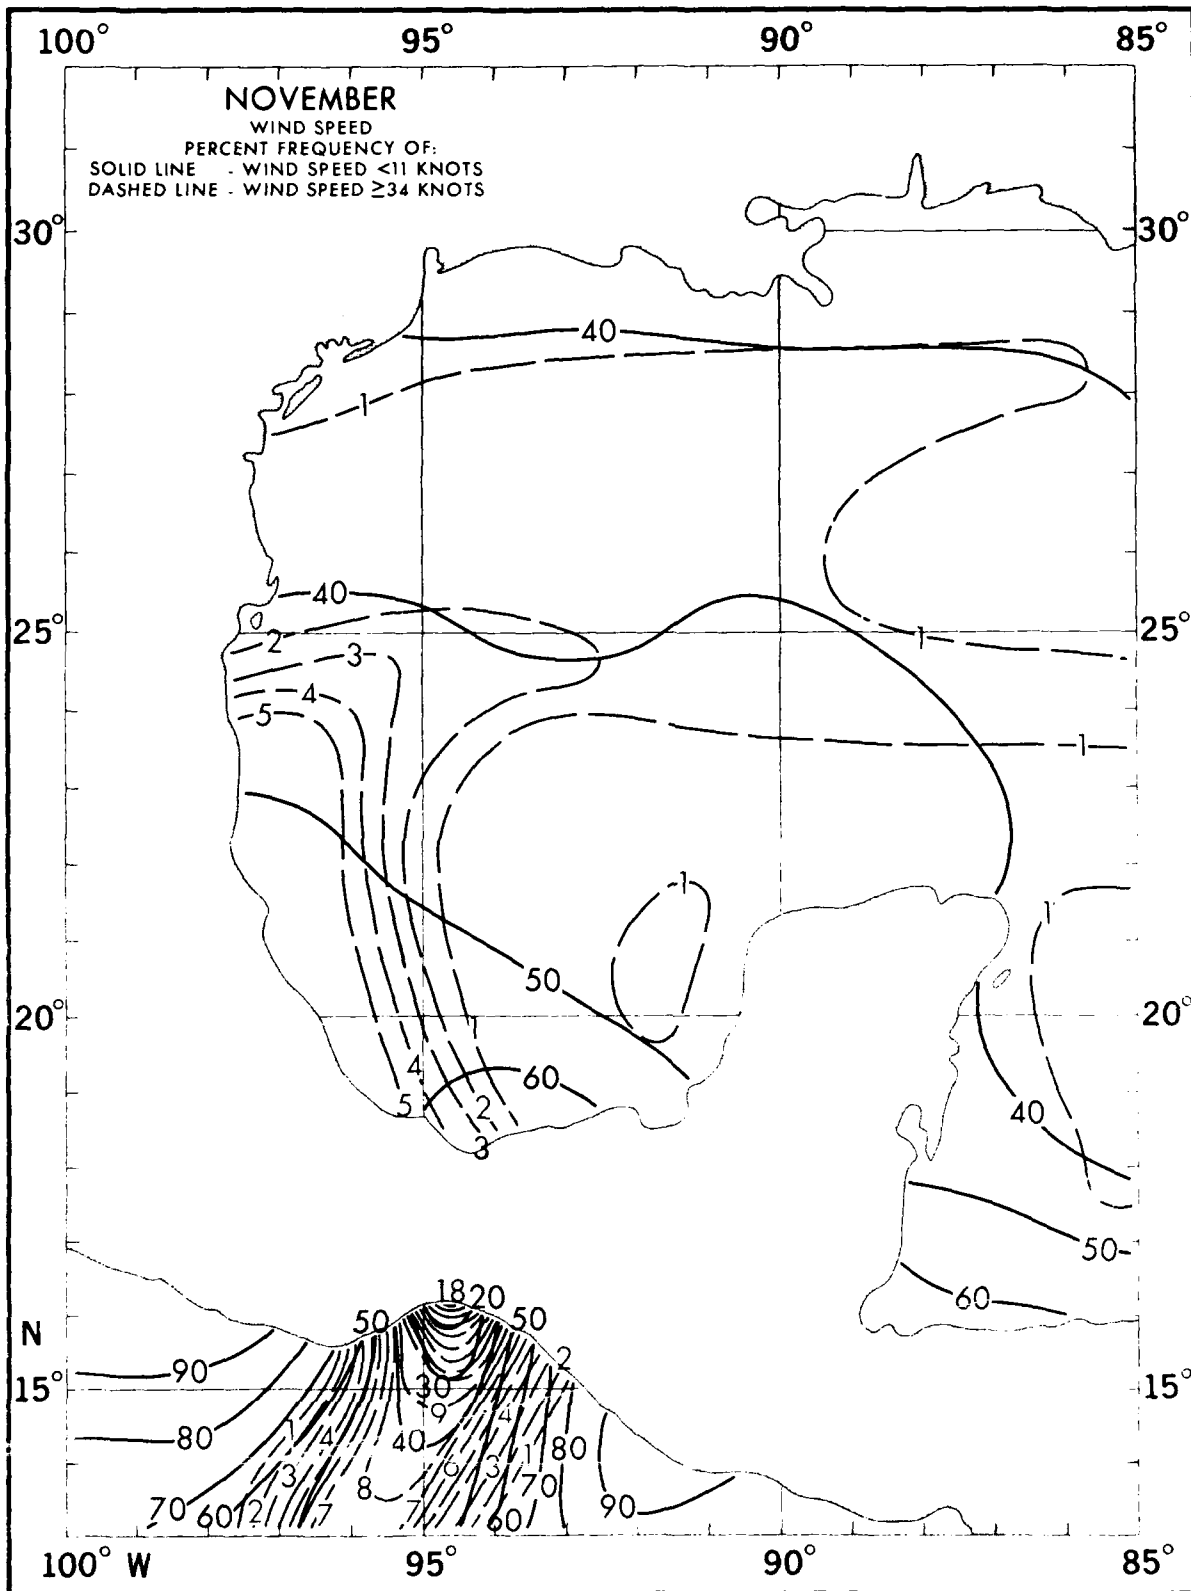 100° 95° 90° 85°
NOVEMBER
WIND SPEED
PERCENT FREQUENCY OF:
SOLID LINE - WIND SPEED <11 KNOTS
DASHED LINE - WIND SPEED ≥34 KNOTS
30° 30°
40
1
40
25° 25°
2 1
3
4
5
1
1
1
50
20° 20°
1
4 60
5 2 40
3
50
60
18 20
50 50
N
90 2
15° 30 15°
9
1 4 4
80 40 1 80
3 8 6 3 70
70 60 2 7 7 60 90
100° W 95° 90° 85°